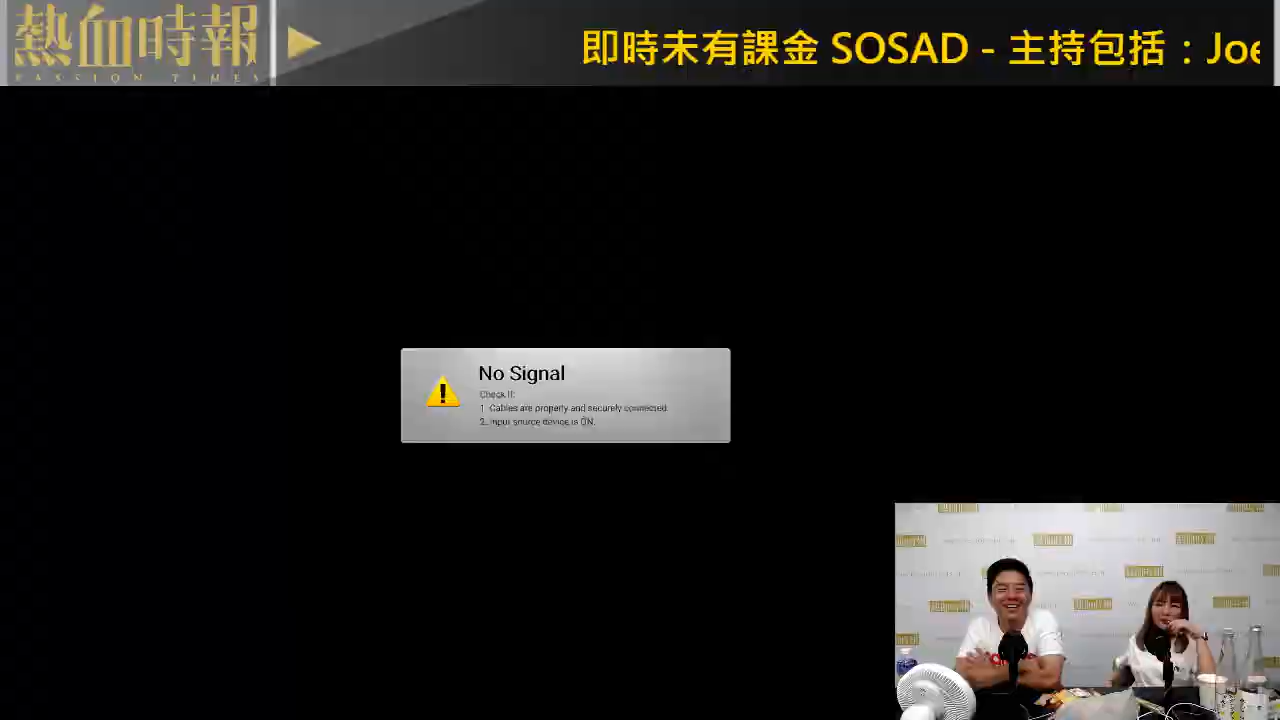 熱血時報
PASSION TIMES
即時未有課金 SOSAD - 主持包括：Joe
No Signal
Check if:
1. Cables are properly and securely connected.
2. Input source device is ON.